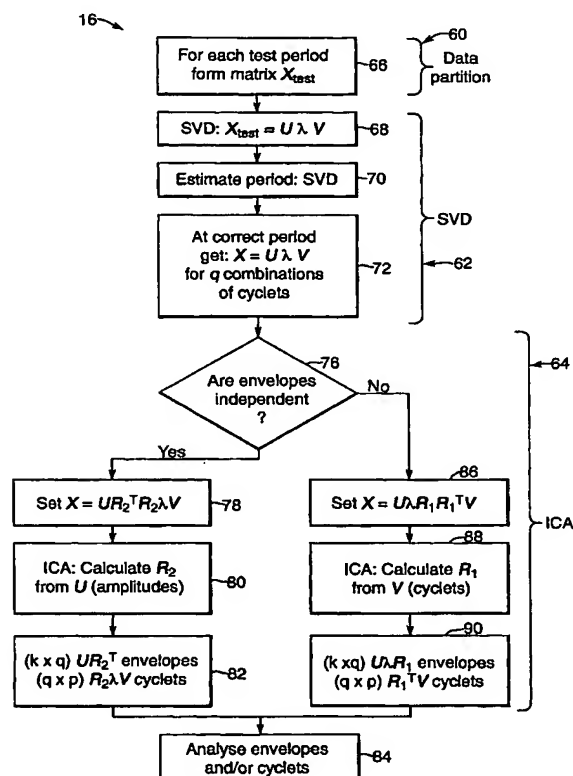 16
60
For each test period
form matrix X_test
66
Data
partition
SVD: X_test = U λ V
68
Estimate period: SVD
70
SVD
At correct period
get: X = U λ V
for q combinations
of cyclets
72
62
76
64
Are envelopes
independent
?
No
Yes
86
Set X = UR₂ᵀR₂λV
78
Set X = UλR₁R₁ᵀV
ICA
88
ICA: Calculate R₂
from U (amplitudes)
80
ICA: Calculate R₁
from V (cyclets)
90
(k x q) UR₂ᵀ envelopes
(q x p) R₂λV cyclets
82
(k xq) UλR₁ envelopes
(q x p) R₁ᵀV cyclets
Analyse envelopes
and/or cyclets
84